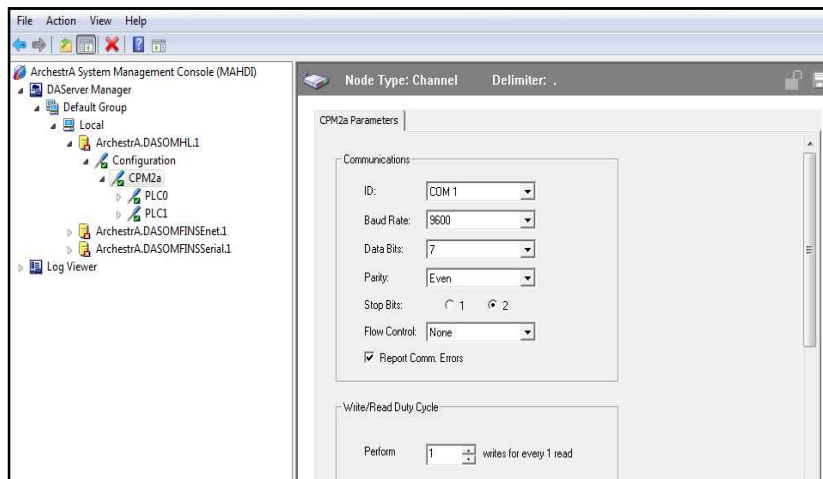 File Action View Help
ArchestrA System Management Console (MAHDI)
DAServer Manager
Default Group
Local
ArchestrA.DASOMHL.1
Configuration
CPM2a
PLC0
PLC1
ArchestrA.DASOMFINSEnet.1
ArchestrA.DASOMFINSSerial.1
Log Viewer
Node Type: Channel Delimiter: .
CPM2a Parameters
Communications
ID: COM 1
Baud Rate: 9600
Data Bits: 7
Parity: Even
Stop Bits: 1 2
Flow Control: None
Report Comm. Errors
Write/Read Duty Cycle
Perform 1 writes for every 1 read